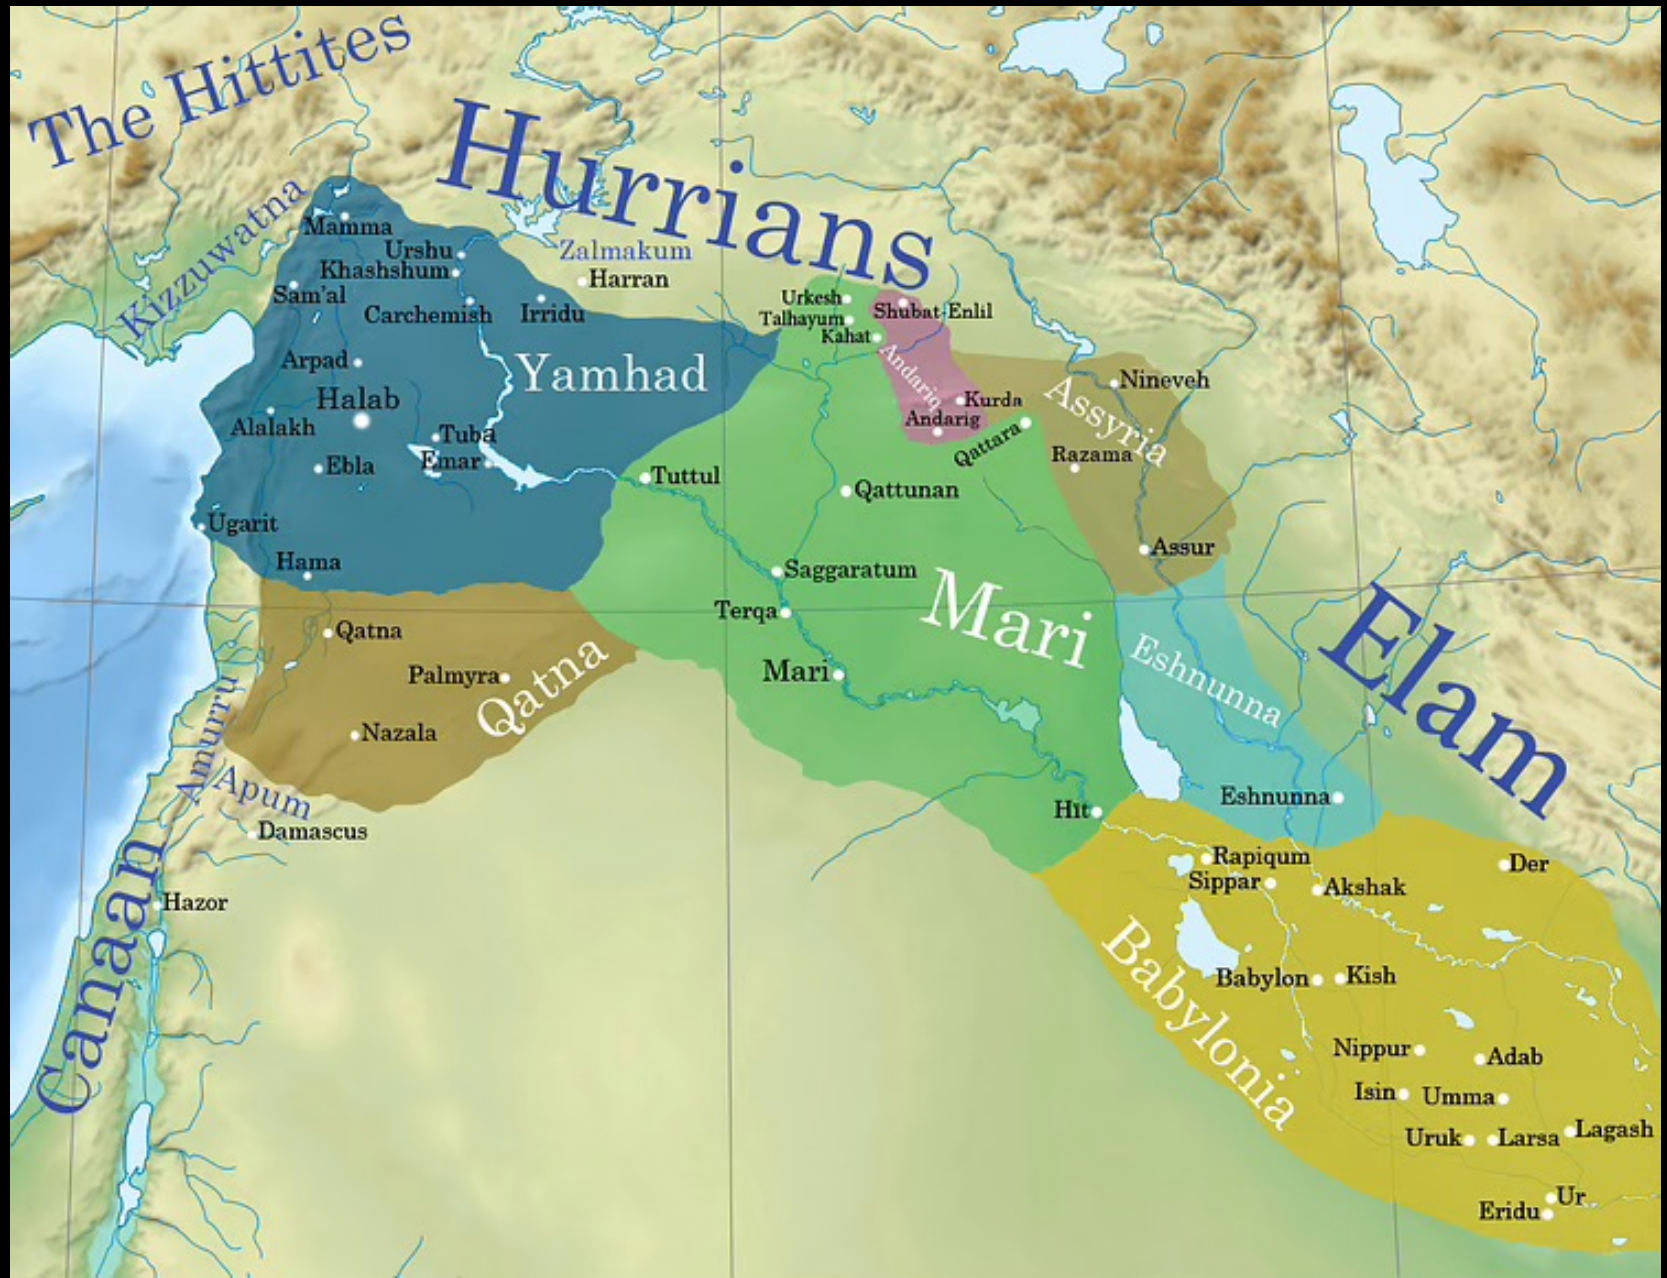 The Hittites
Hurrians
Kizzuwatna
Mamma
Urshu
Khashshum
Zalmakum
Harran
Sam'al
Carchemish
Irridu
Urkesh
Talhayum
Kahat
Shubat-Enlil
Arpad
Yamhad
Andariq
Nineveh
Halab
Kurda
Assyria
Alalakh
Tuba
Andarig
Qattara
Ebla
Emar
Razama
Tuttul
Qattunan
Ugarit
Assur
Hama
Saggaratum
Mari
Terqa
Elam
Qatna
Palmyra
Qatna
Mari
Eshnunna
Nazala
Amurru
Apum
Hit
Eshnunna
Damascus
Rapiqum
Sippar
Akshak
Der
Canaan
Hazor
Babylonia
Babylon
Kish
Nippur
Adab
Isin
Umma
Uruk
Larsa
Lagash
Ur
Eridu